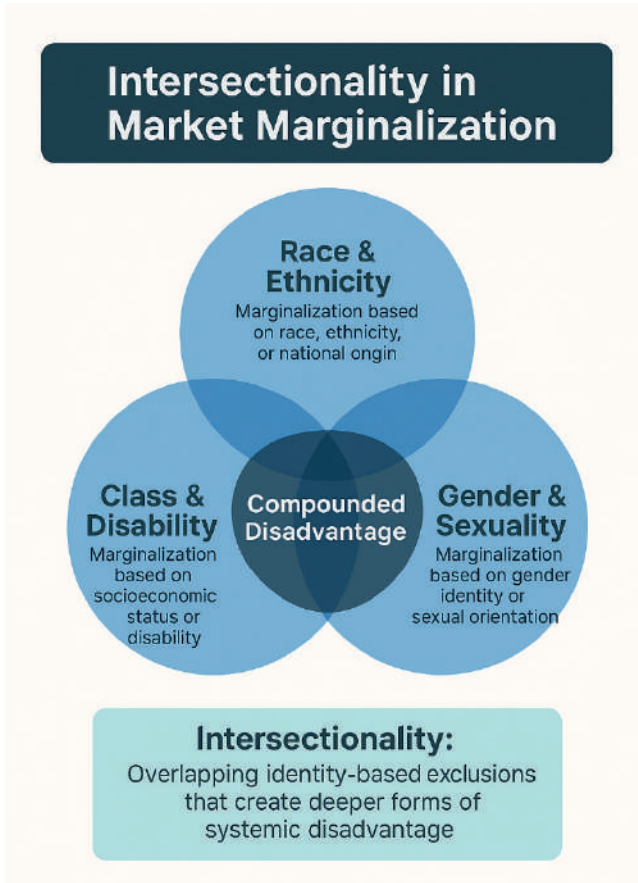 Intersectionality in
Market Marginalization
Race &
Ethnicity
Marginalization based
on race, ethnicity,
or national ongin
Class &
Disability
Marginalization
based on
socioeconomic
status or
disability
Compounded
Disadvantage
Gender &
Sexuality
Marginalization
based on gender
identity or
sexual orientation
Intersectionality:
Overlapping identity-based exclusions
that create deeper forms of
systemic disadvantage